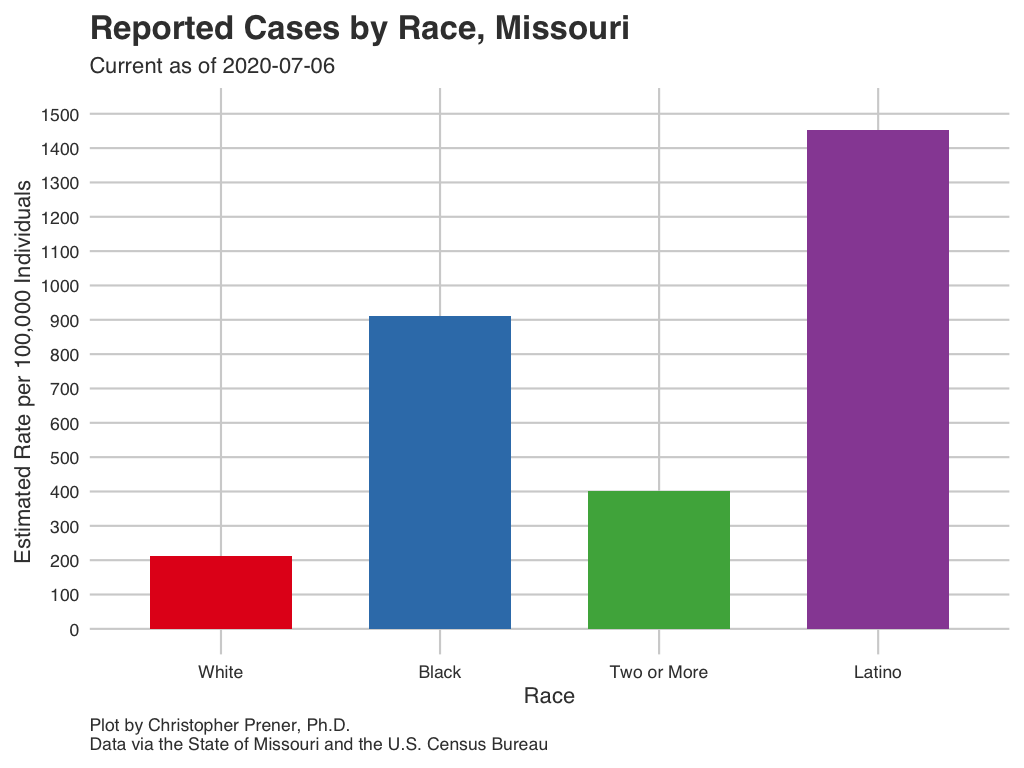 Reported Cases by Race, Missouri
Current as of 2020-07-06
Estimated Rate per 100,000 Individuals
1500
1400
1300
1200
1100
1000
900
800
700
600
500
400
300
200
100
0
White Black Two or More Latino
Race
Plot by Christopher Prener, Ph.D.
Data via the State of Missouri and the U.S. Census Bureau